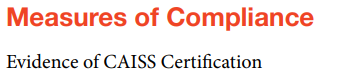 Measures of Compliance
Evidence of CAISS Certification